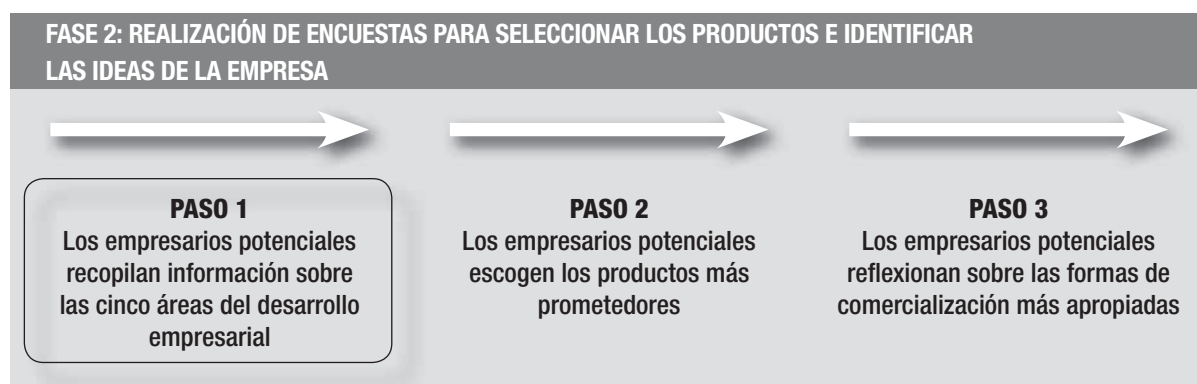 FASE 2: REALIZACIÓN DE ENCUESTAS PARA SELECCIONAR LOS PRODUCTOS E IDENTIFICAR
LAS IDEAS DE LA EMPRESA
PASO 1
Los empresarios potenciales
recopilan información sobre
las cinco áreas del desarrollo
empresarial
PASO 2
Los empresarios potenciales
escogen los productos más
prometedores
PASO 3
Los empresarios potenciales
reflexionan sobre las formas de
comercialización más apropiadas